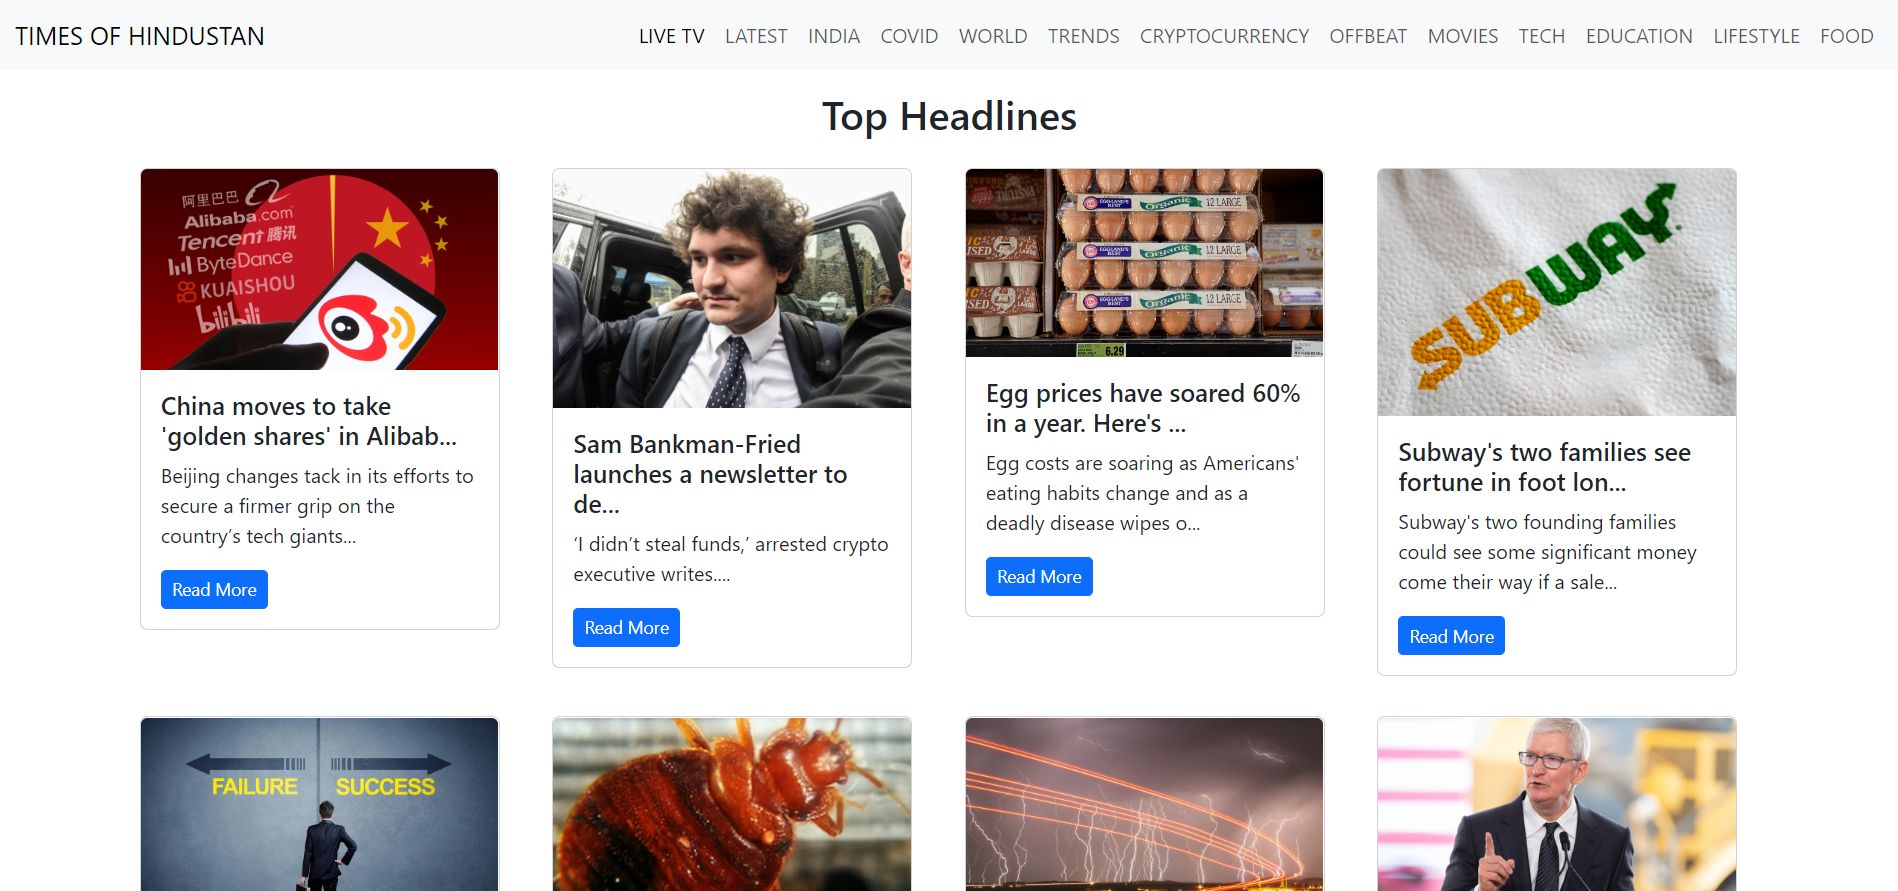 TIMES OF HINDUSTAN
LIVE TV LATEST INDIA COVID WORLD TRENDS CRYPTOCURRENCY OFFBEAT MOVIES TECH EDUCATION LIFESTYLE FOOD
Top Headlines
阿里巴巴
Alibaba.com
Tencent 腾讯
ByteDance
KUAISHOU
bilibili
China moves to take
'golden shares' in Alibab...
Beijing changes tack in its efforts to
secure a firmer grip on the
country’s tech giants...
Read More
Sam Bankman-Fried
launches a newsletter to
de...
‘I didn’t steal funds,’ arrested crypto
executive writes....
Read More
EGGLAND'S BEST Organic 12 LARGE
EGGLAND'S BEST Organic 12 LARGE
EGGLAND'S BEST Organic 12 LARGE
6.29
Egg prices have soared 60%
in a year. Here's ...
Egg costs are soaring as Americans'
eating habits change and as a
deadly disease wipes o...
Read More
SUBWAY
Subway's two families see
fortune in foot lon...
Subway's two founding families
could see some significant money
come their way if a sale...
Read More
FAILURE SUCCESS